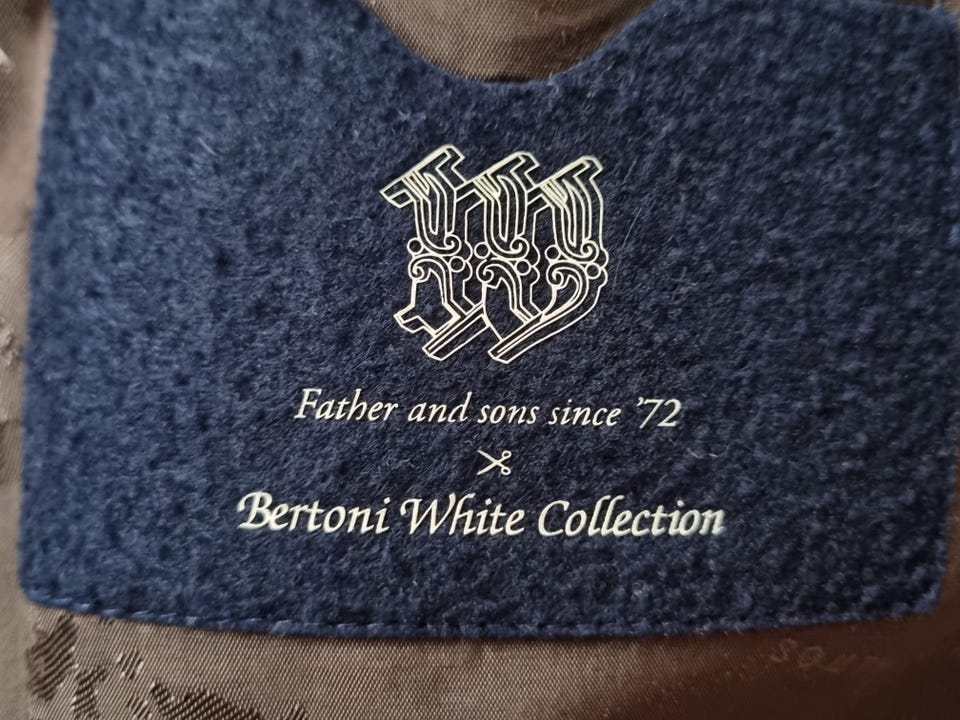 W
Father and sons since '72
Bertoni White Collection